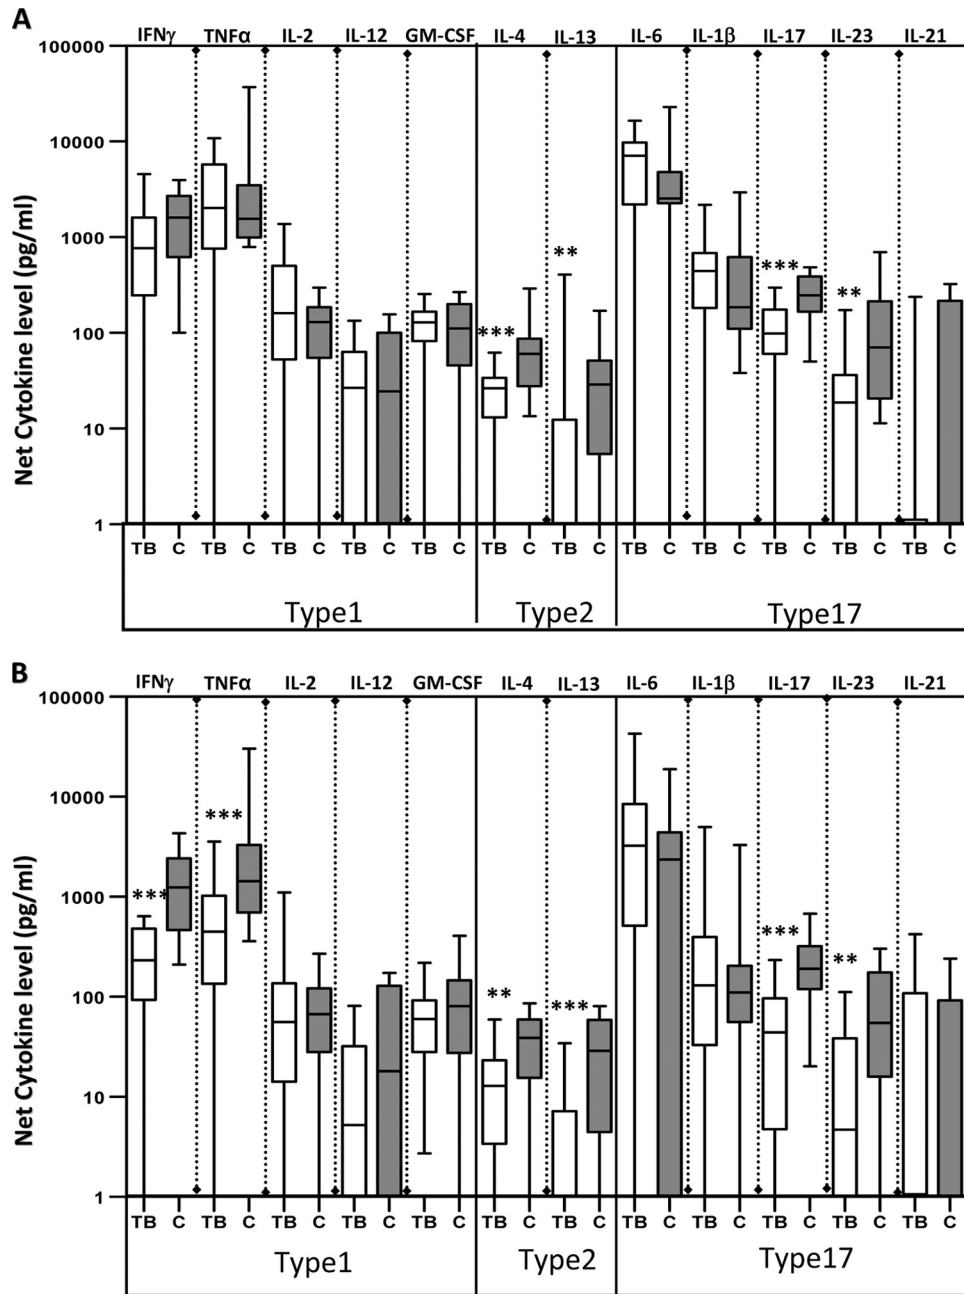 A
IFNγ TNFα IL-2 IL-12 GM-CSF IL-4 IL-13 IL-6 IL-1β IL-17 IL-23 IL-21
Net Cytokine level (pg/ml)
100000
10000
1000
100
10
1
**
***
***
**
TB C TB C TB C TB C TB C TB C TB C TB C TB C TB C TB C TB C
Type1 Type2 Type17
B
IFNγ TNFα IL-2 IL-12 GM-CSF IL-4 IL-13 IL-6 IL-1β IL-17 IL-23 IL-21
Net Cytokine level (pg/ml)
100000
10000
1000
100
10
1
***
***
**
***
***
**
TB C TB C TB C TB C TB C TB C TB C TB C TB C TB C TB C TB C
Type1 Type2 Type17